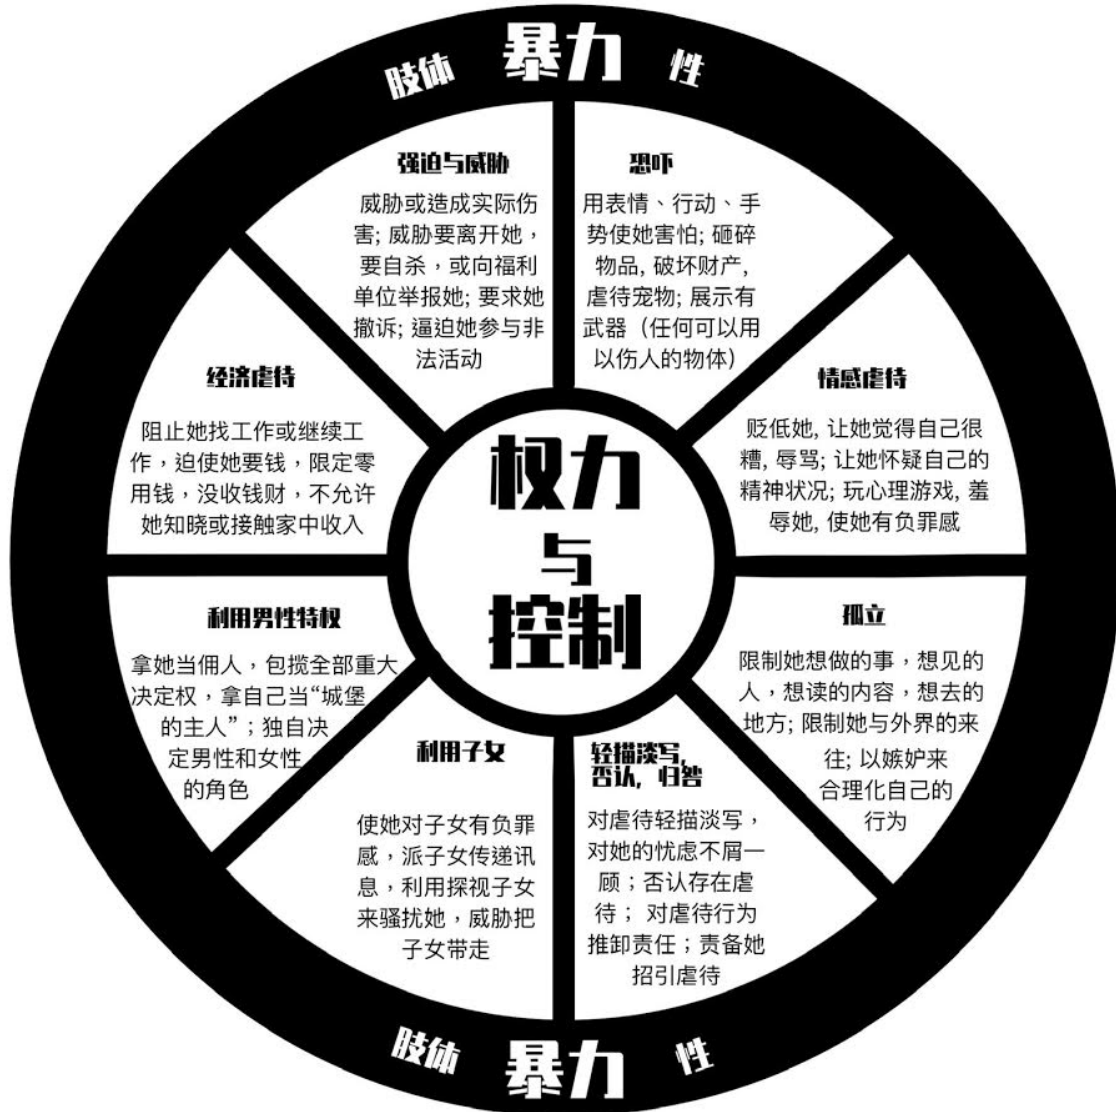 肢体 暴力 性
强迫与威胁
威胁或造成实际伤
害; 威胁要离开她，
要自杀，或向福利
单位举报她; 要求她
撤诉; 逼迫她参与非
法活动
恐吓
用表情、行动、手
势使她害怕; 砸碎
物品, 破坏财产,
虐待宠物; 展示有
武器（任何可以用
以伤人的物体）
经济虐待
阻止她找工作或继续工
作，迫使她要钱，限定零
用钱，没收钱财，不允许
她知晓或接触家中收入
情感虐待
贬低她, 让她觉得自己很
糟, 辱骂; 让她怀疑自己的
精神状况; 玩心理游戏, 羞
辱她, 使她有负罪感
权力
与
控制
利用男性特权
拿她当佣人，包揽全部重大
决定权，拿自己当“城堡
的主人”；独自决
定男性和女性
的角色
孤立
限制她想做的事，想见的
人，想读的内容，想去的
地方; 限制她与外界的来
往; 以嫉妒来
合理化自己的
行为
利用子女
使她对子女有负罪
感，派子女传递讯
息，利用探视子女
来骚扰她，威胁把
子女带走
轻描淡写,
否认, 归咎
对虐待轻描淡写，
对她的忧虑不屑一
顾；否认存在虐
待； 对虐待行为
推卸责任；责备她
招引虐待
肢体 暴力 性